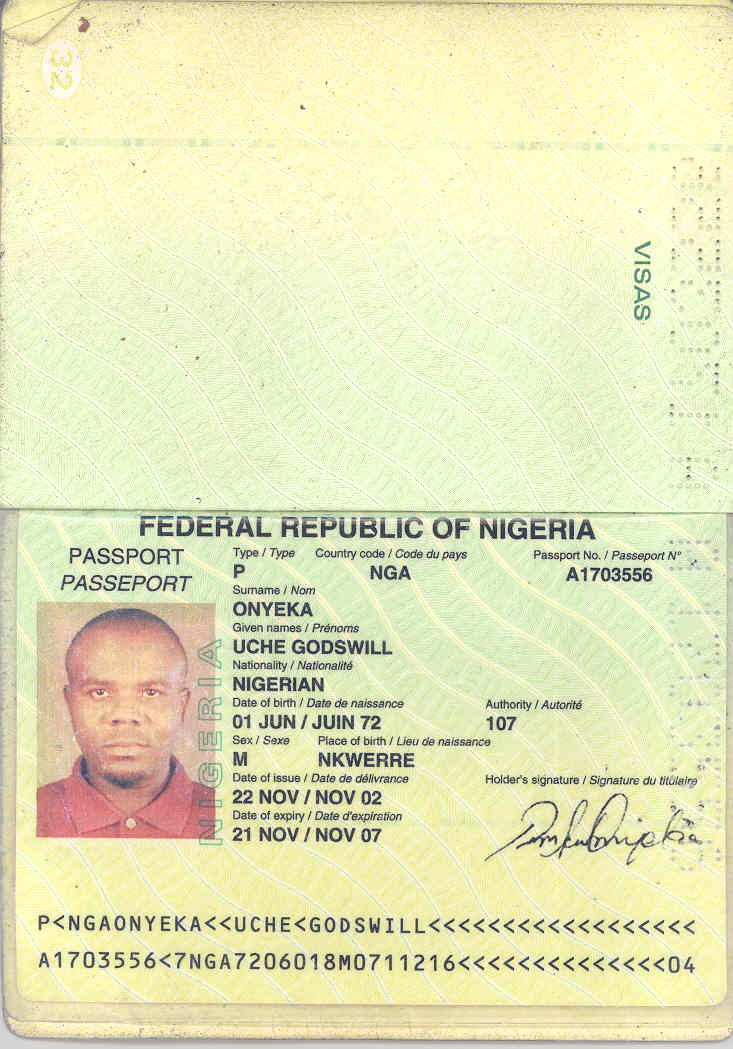 32
VISAS
FEDERAL REPUBLIC OF NIGERIA
PASSPORT
PASSEPORT
Type / Type Country code / Code du pays Passport No. / Passeport N°
P NGA A1703556
Surname / Nom
ONYEKA
Given names / Prénoms
UCHE GODSWILL
Nationality / Nationalité
NIGERIAN
Date of birth / Date de naissance Authority / Autorité
01 JUN / JUIN 72 107
Sex / Sexe Place of birth / Lieu de naissance
M NKWERRE
Date of issue / Date de délivrance Holder's signature / Signature du titulaire
22 NOV / NOV 02
Date of expiry / Date d'expiration
21 NOV / NOV 07
NIGERIA
P<NGAONYEKA<<UCHE<GODSWILL<<<<<<<<<<<<<<<<<<
A1703556<7NGA7206018M0711216<<<<<<<<<<<<<<04